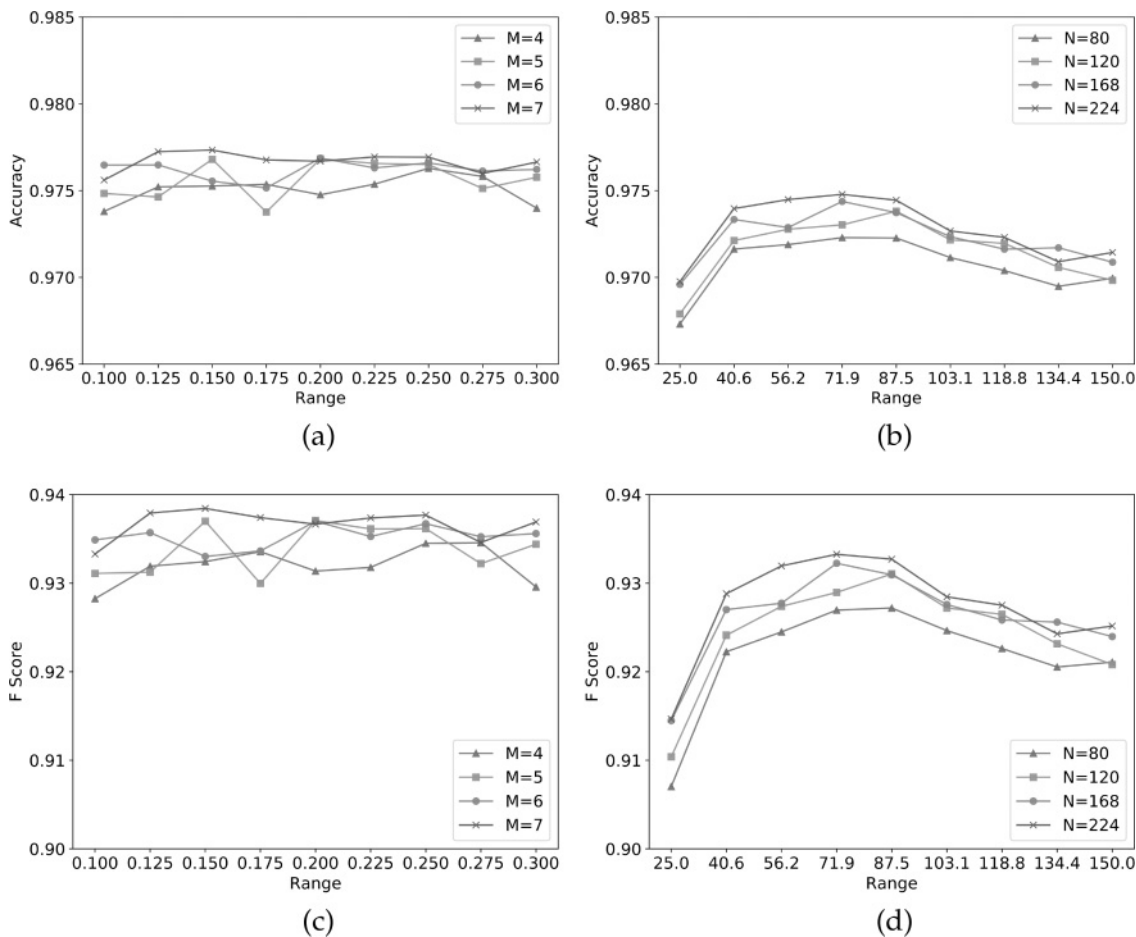 0.985
0.980
0.975
0.970
0.965
Accuracy
M=4
M=5
M=6
M=7
0.100 0.125 0.150 0.175 0.200 0.225 0.250 0.275 0.300
Range
(a)
0.985
0.980
0.975
0.970
0.965
Accuracy
N=80
N=120
N=168
N=224
25.0 40.6 56.2 71.9 87.5 103.1 118.8 134.4 150.0
Range
(b)
0.94
0.93
0.92
0.91
0.90
F Score
M=4
M=5
M=6
M=7
0.100 0.125 0.150 0.175 0.200 0.225 0.250 0.275 0.300
Range
(c)
0.94
0.93
0.92
0.91
0.90
F Score
N=80
N=120
N=168
N=224
25.0 40.6 56.2 71.9 87.5 103.1 118.8 134.4 150.0
Range
(d)